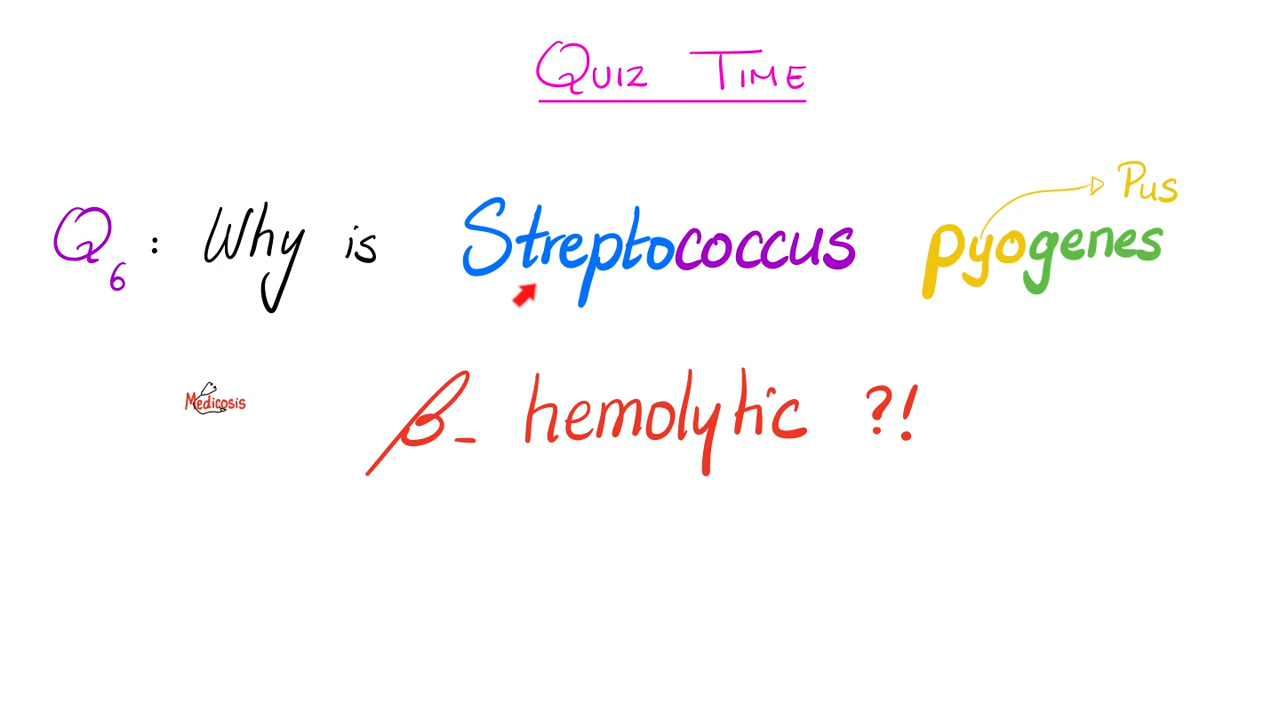 QUIZ TIME
Pus
Q6: Why is Streptococcus pyogenes
Medicosis
β- hemolytic ?!